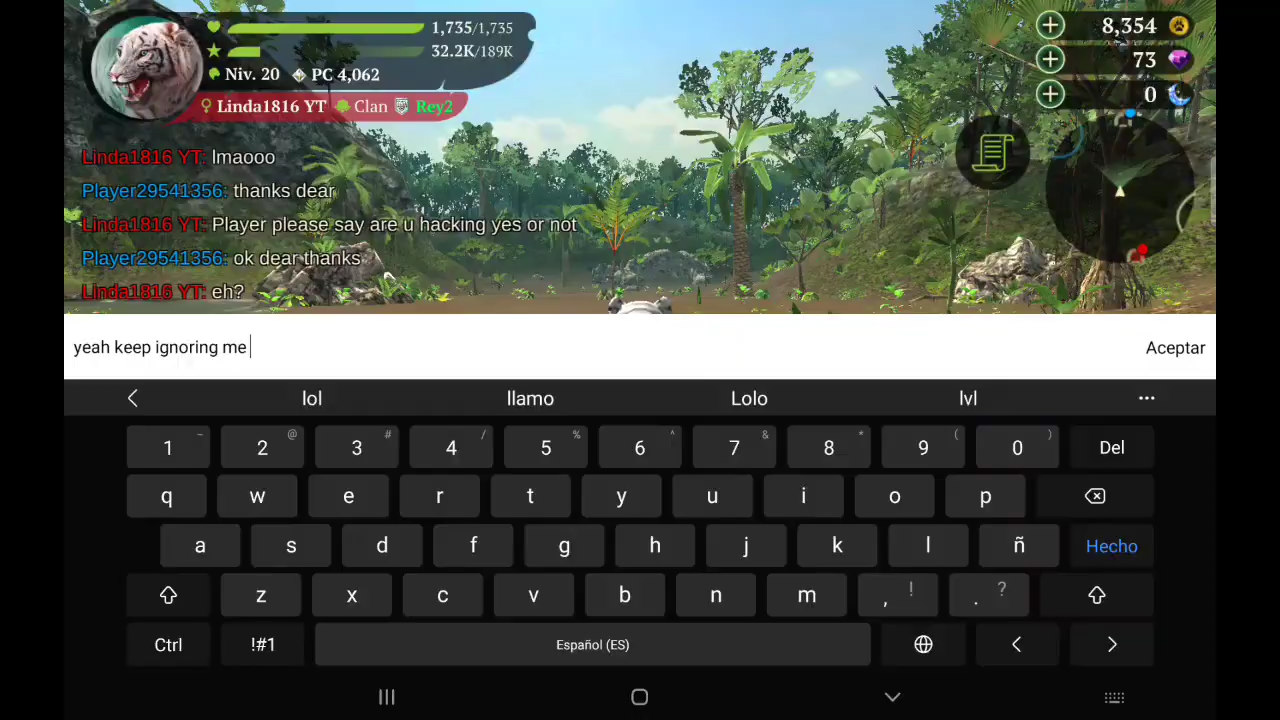 1,735/1,735
32.2K/189K
Niv. 20 PC 4,062
Linda1816 YT Clan Rey2
8,354
73
0
Linda1816 YT: lmaooo
Player29541356: thanks dear
Linda1816 YT: Player please say are u hacking yes or not
Player29541356: ok dear thanks
Linda1816 YT: eh?
yeah keep ignoring me
Aceptar
lol llamo Lolo lvl
1 – 2 @ 3 # 4 / 5 % 6 ^ 7 & 8 * 9 ( 0 ) Del
q w e r t y u i o p
a s d f g h j k l ñ Hecho
z x c v b n m , ! . ?
Ctrl !#1 Español (ES)